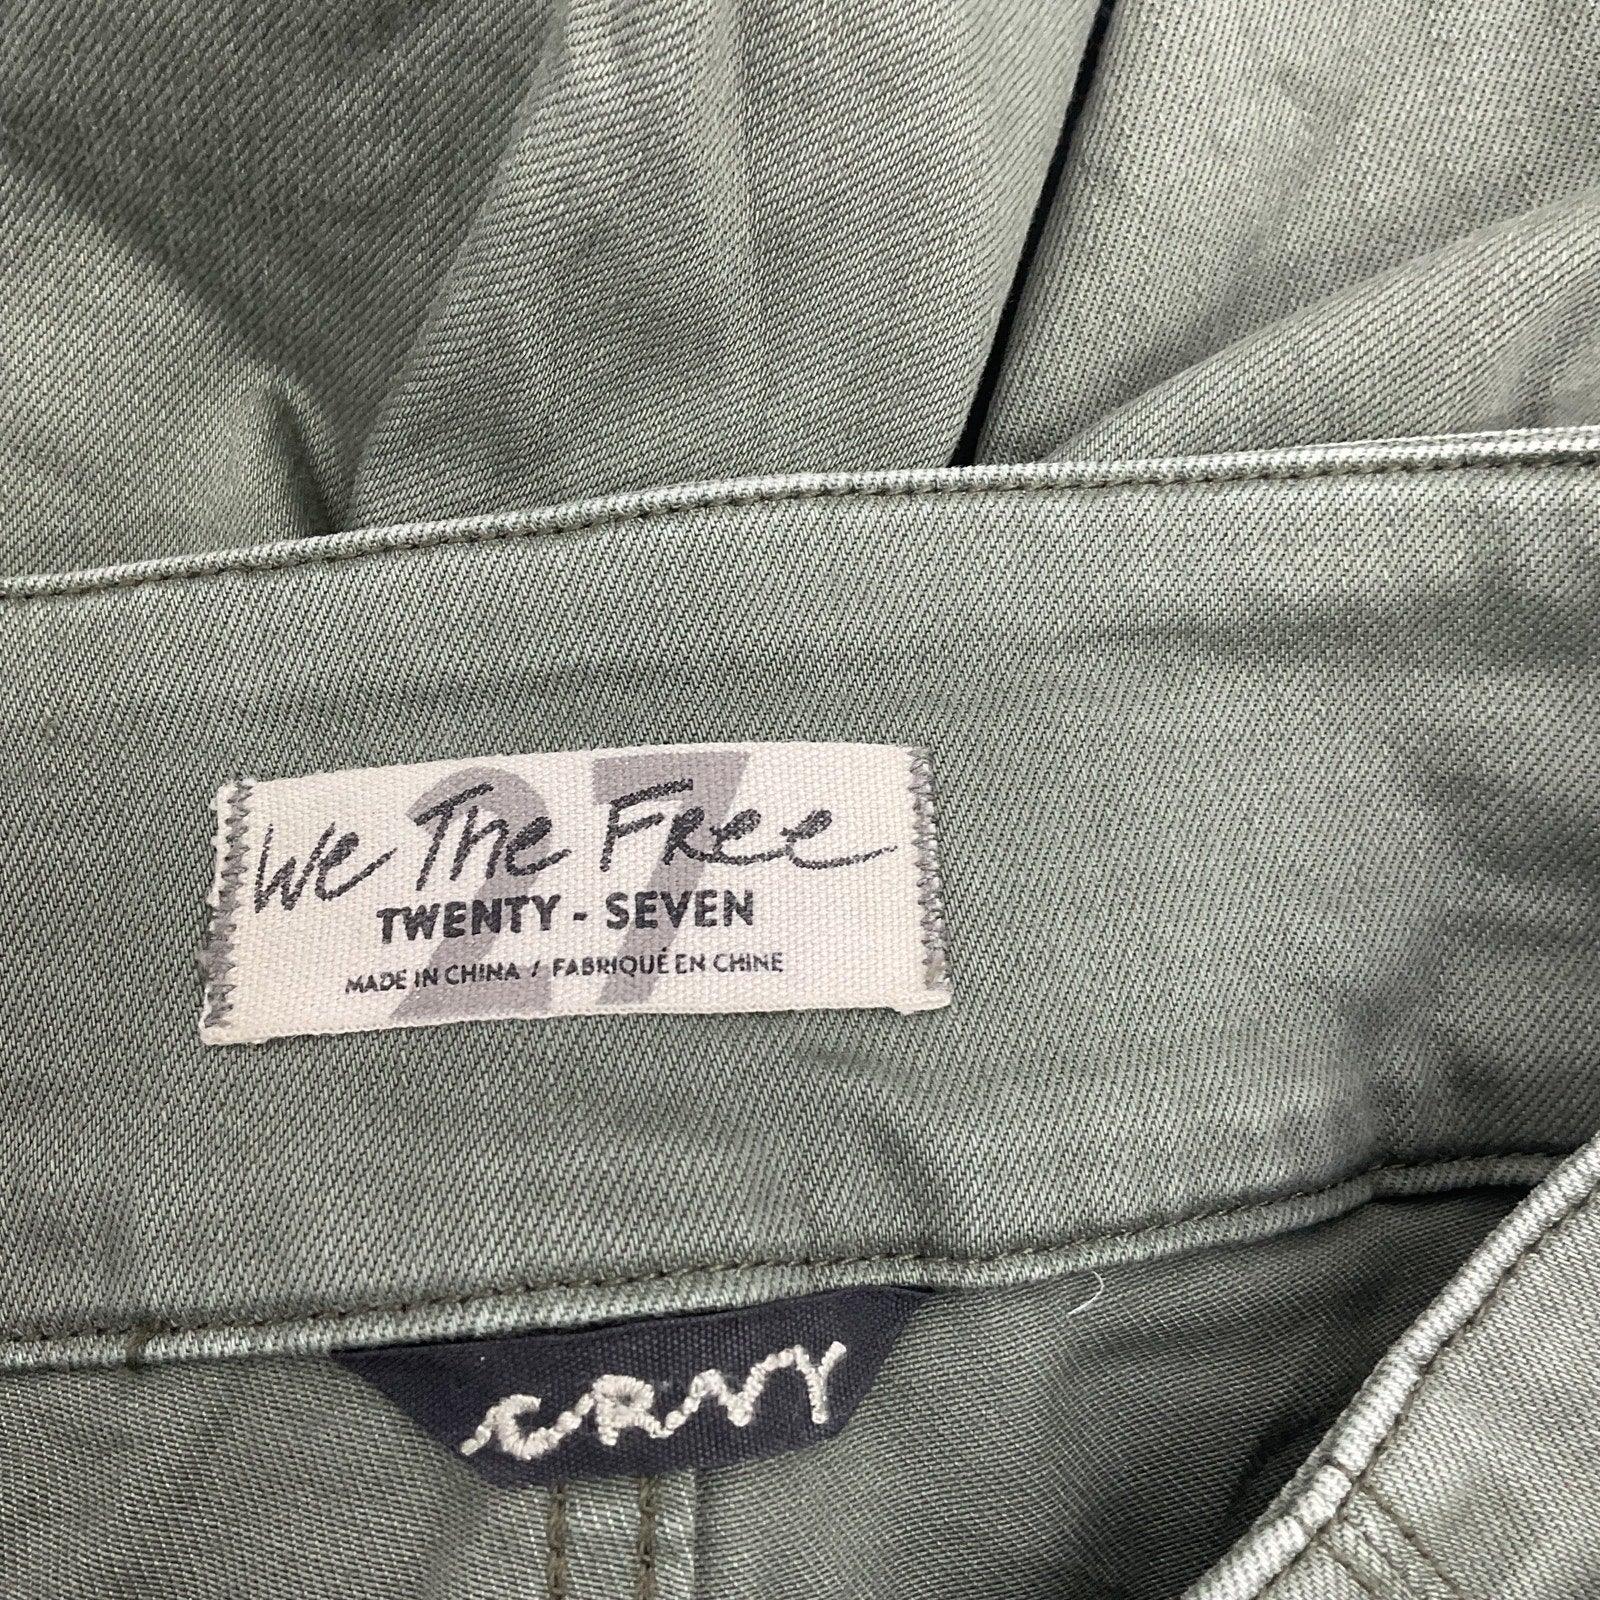 27
We The Free
TWENTY - SEVEN
MADE IN CHINA / FABRIQUÉ EN CHINE
CRVY